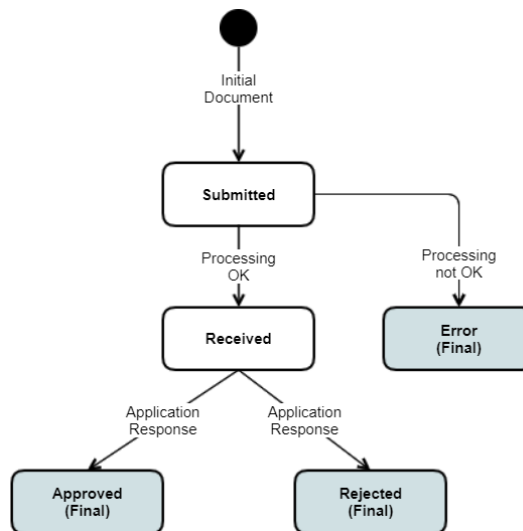 Initial
Document
Submitted
Processing
OK
Processing
not OK
Received
Error
(Final)
Application
Response
Application
Response
Approved
(Final)
Rejected
(Final)